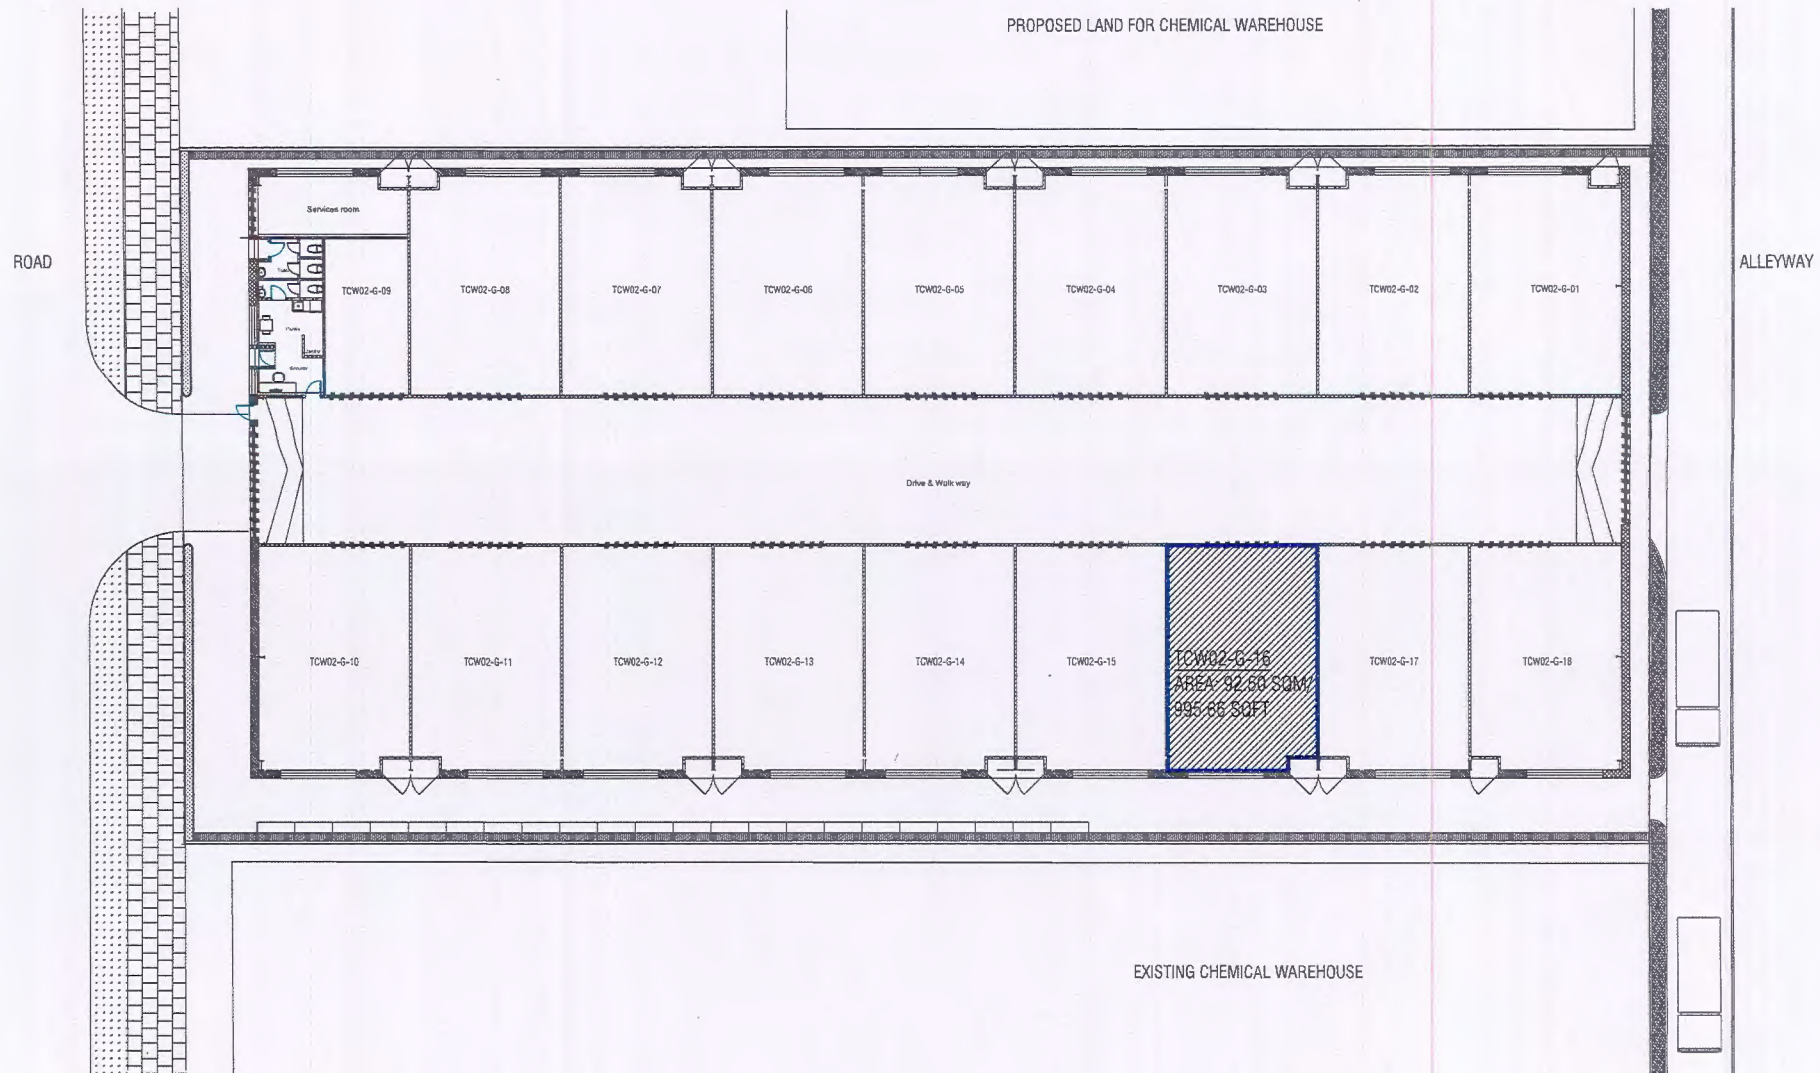 PROPOSED LAND FOR CHEMICAL WAREHOUSE
ROAD
ALLEYWAY
Services room
TCW02-G-09
TCW02-G-08
TCW02-G-07
TCW02-G-06
TCW02-G-05
TCW02-G-04
TCW02-G-03
TCW02-G-02
TCW02-G-01
Drive & Walk way
TCW02-G-10
TCW02-G-11
TCW02-G-12
TCW02-G-13
TCW02-G-14
TCW02-G-15
TCW02-G-16
AREA: 92.50 SQM/
995.66 SQFT
TCW02-G-17
TCW02-G-18
EXISTING CHEMICAL WAREHOUSE